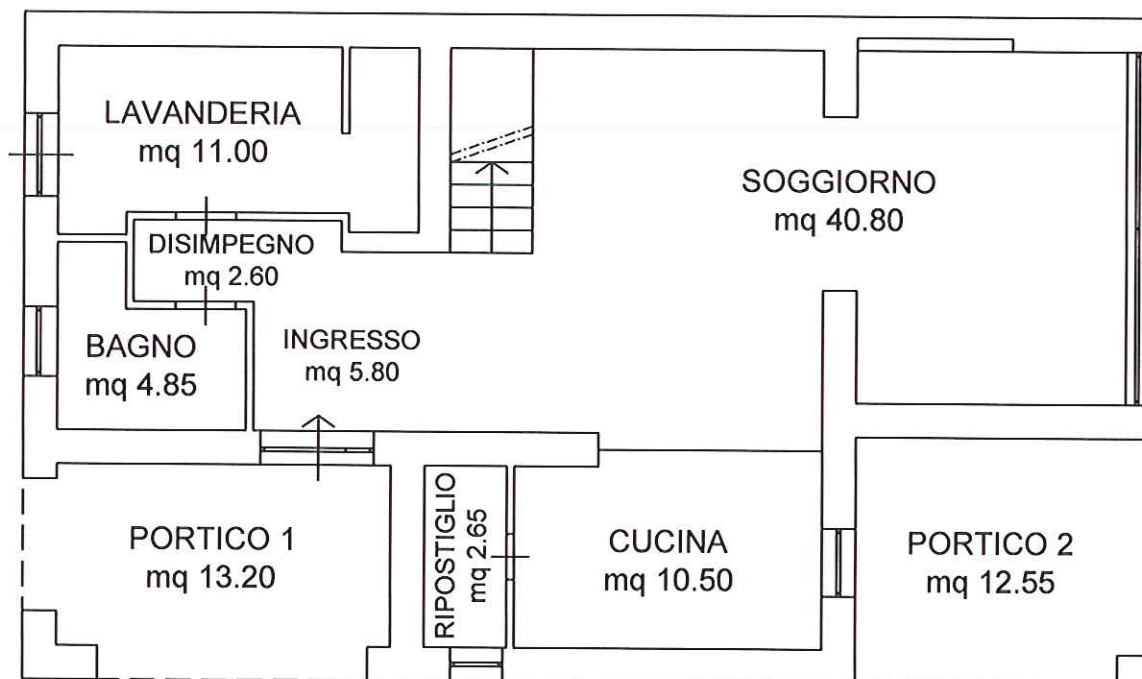 LAVANDERIA
mq 11.00
SOGGIORNO
mq 40.80
DISIMPEGNO
mq 2.60
BAGNO
mq 4.85
INGRESSO
mq 5.80
PORTICO 1
mq 13.20
RIPOSTIGLIO
mq 2.65
CUCINA
mq 10.50
PORTICO 2
mq 12.55